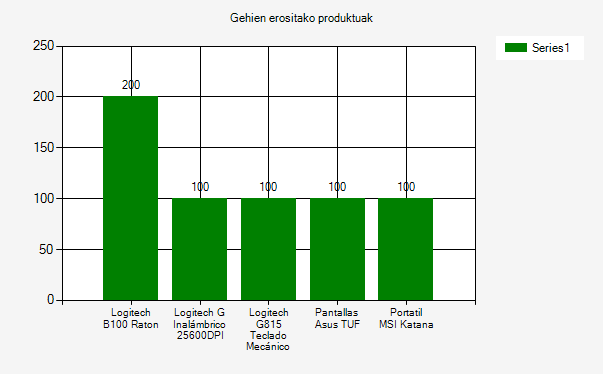 Gehien erositako produktuak
Series1
250
200
150
100
50
0
200
100
100
100
100
Logitech
B100 Raton
Logitech G
Inalámbrico
25600DPI
Logitech
G815
Teclado
Mecánico
Pantallas
Asus TUF
Portatil
MSI Katana